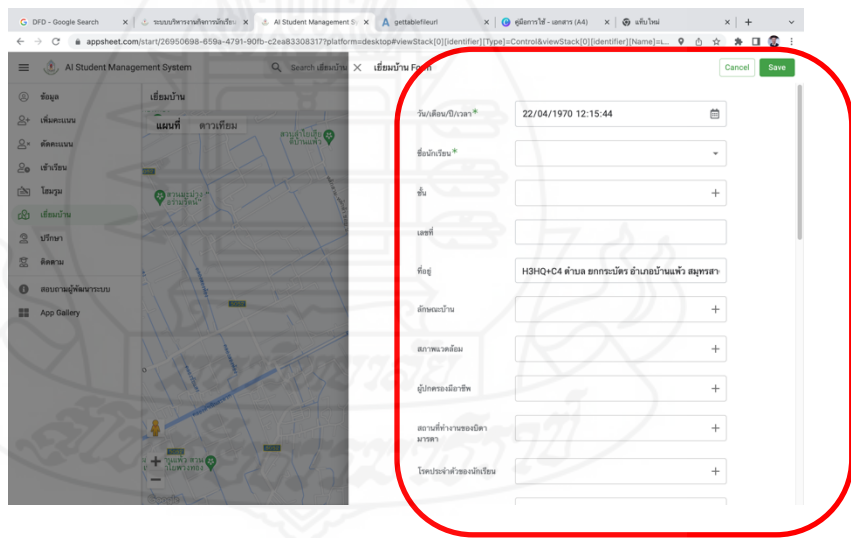 DFD - Google Search
ระบบบริหารงานกิจการนักเรียน
AI Student Management Sy
gettablefileurl
คู่มือการใช้ - เอกสาร (A4)
แท็บใหม่
appsheet.com/start/26950698-659a-4791-90fb-c2ea83308317?platform=desktop#viewStack[0][identifier][Type]=Control&viewStack[0][identifier][Name]=เ...
AI Student Management System
Search เยี่ยมบ้าน
เยี่ยมบ้าน Form
Cancel
Save
ข้อมูล
เพิ่มคะแนน
ตัดคะแนน
เช้าเรียน
โฮมรูม
เยี่ยมบ้าน
ปรึกษา
ติดตาม
สอบถามผู้พัฒนาระบบ
App Gallery
เยี่ยมบ้าน
แผนที่ ดาวเทียม
วัน/เดือน/ปี/เวลา*
22/04/1970 12:15:44
ชื่อนักเรียน*
ชั้น
เลขที่
ที่อยู่
H3HQ+C4 ตำบล ยกกระบัตร อำเภอบ้านแพ้ว สมุทรสา
ลักษณะบ้าน
สภาพแวดล้อม
ผู้ปกครองมีอาชีพ
สถานที่ทำงานของบิดา
มารดา
โรคประจำตัวของนักเรียน